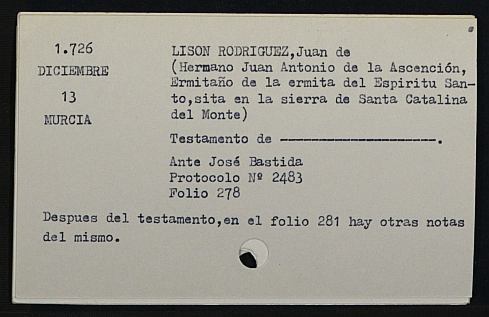 1.726
DICIEMBRE
13
MURCIA
LISON RODRIGUEZ,Juan de
(Hermano Juan Antonio de la Ascención,
Ermitaño de la ermita del Espiritu San-
to,sita en la sierra de Santa Catalina
del Monte)
Testamento de --------------------.
Ante José Bastida
Protocolo Nº 2483
Folio 278
Despues del testamento,en el folio 281 hay otras notas
del mismo.